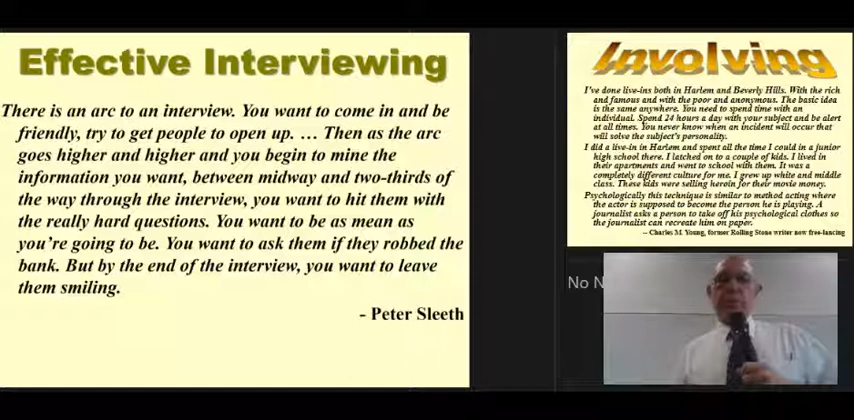 Effective Interviewing
There is an arc to an interview. You want to come in and be
friendly, try to get people to open up. … Then as the arc
goes higher and higher and you begin to mine the
information you want, between midway and two-thirds of
the way through the interview, you want to hit them with
the really hard questions. You want to be as mean as
you’re going to be. You want to ask them if they robbed the
bank. But by the end of the interview, you want to leave
them smiling.
- Peter Sleeth
Involving
I've done live-ins both in Harlem and Beverly Hills. With the rich
and famous and with the poor and anonymous. The basic idea
is the same anywhere. You need to spend time with an
individual. Spend 24 hours a day with your subject and be alert
at all times. You never know when an incident will occur that
will solve the subject's personality.
I did a live-in in Harlem and spent all the time I could in a junior
high school there. I latched on to a couple of kids. I lived in
their apartments and went to school with them. It was a
completely different culture for me. I grew up white and middle
class. These kids were selling heroin for their movie money.
Psychologically this technique is similar to method acting where
the actor is supposed to become the person he is playing. A
journalist asks a person to take off his psychological clothes so
the journalist can recreate him on paper.
-- Charles M. Young, former Rolling Stone writer now free-lancing
No N